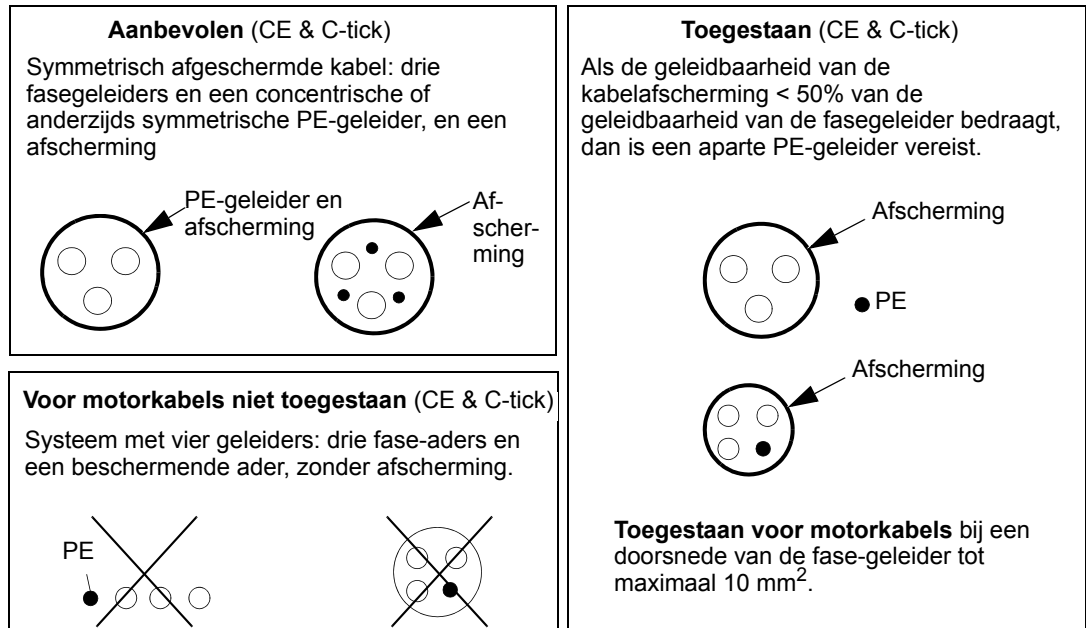 Aanbevolen (CE & C-tick)
Symmetrisch afgeschermde kabel: drie
fasegeleiders en een concentrische of
anderzijds symmetrische PE-geleider, en een
afscherming
PE-geleider en
afscherming
Af-
scher-
ming
Voor motorkabels niet toegestaan (CE & C-tick)
Systeem met vier geleiders: drie fase-aders en
een beschermende ader, zonder afscherming.
PE
Toegestaan (CE & C-tick)
Als de geleidbaarheid van de
kabelafscherming < 50% van de
geleidbaarheid van de fasegeleider bedraagt,
dan is een aparte PE-geleider vereist.
Afscherming
PE
Afscherming
Toegestaan voor motorkabels bij een
doorsnede van de fase-geleider tot
maximaal 10 mm².